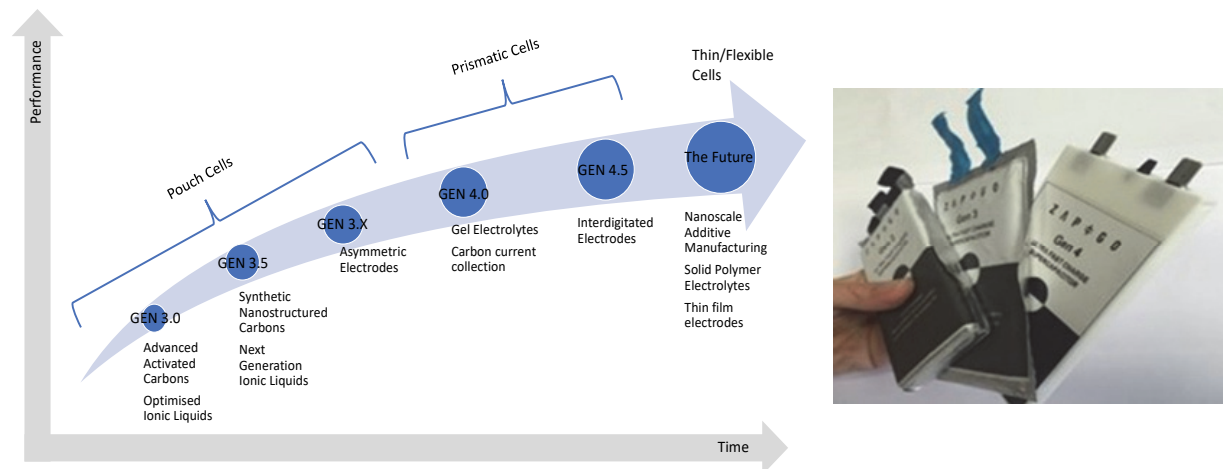 Performance
Pouch Cells
Prismatic Cells
Thin/Flexible
Cells
GEN 3.0
GEN 3.5
GEN 3.X
GEN 4.0
GEN 4.5
The Future
Advanced
Activated
Carbons
Optimised
Ionic Liquids
Synthetic
Nanostructured
Carbons
Next
Generation
Ionic Liquids
Asymmetric
Electrodes
Gel Electrolytes
Carbon current
collection
Interdigitated
Electrodes
Nanoscale
Additive
Manufacturing
Solid Polymer
Electrolytes
Thin film
electrodes
Time
ZAP
Gen 3
ZAP GO
Gen 4